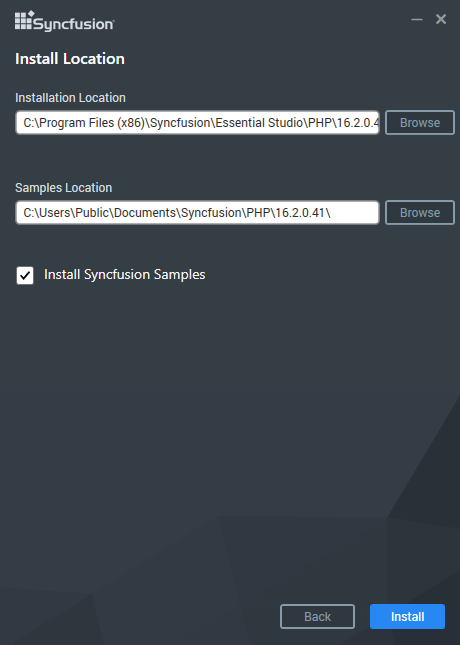 Syncfusion
Install Location
Installation Location
C:\Program Files (x86)\Syncfusion\Essential Studio\PHP\16.2.0.4
Browse
Samples Location
C:\Users\Public\Documents\Syncfusion\PHP\16.2.0.41\
Browse
Install Syncfusion Samples
Back
Install